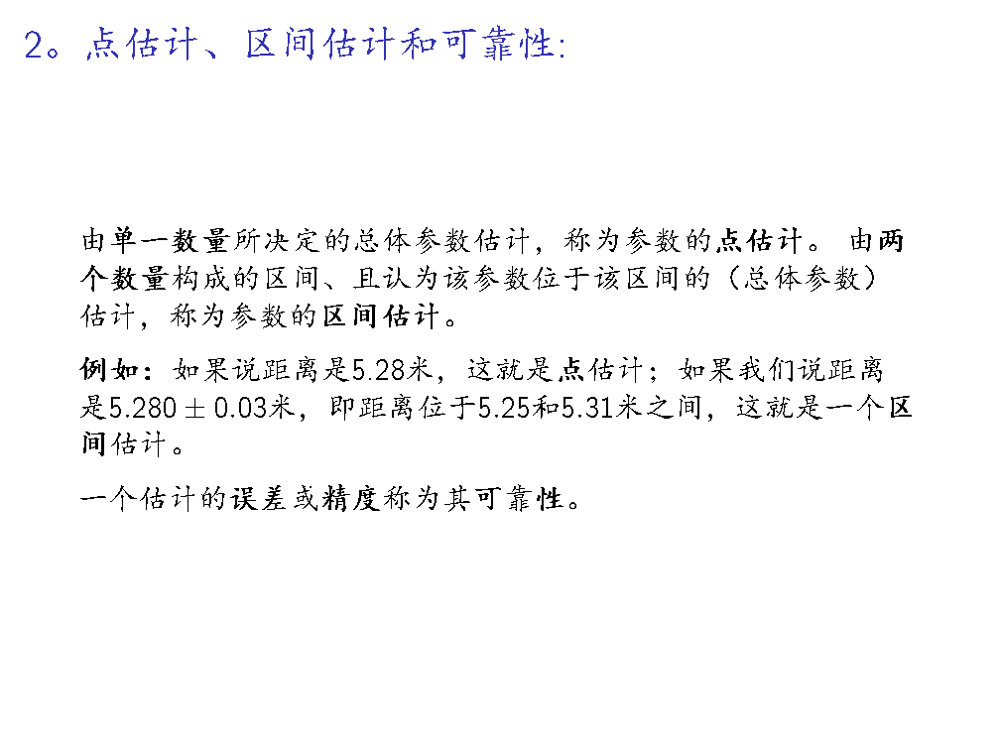 2。点估计、区间估计和可靠性:
由单一数量所决定的总体参数估计，称为参数的点估计。 由两
个数量构成的区间、且认为该参数位于该区间的（总体参数）
估计，称为参数的区间估计。
例如：如果说距离是5.28米，这就是点估计；如果我们说距离
是5.280 ± 0.03米，即距离位于5.25和5.31米之间，这就是一个区
间估计。
一个估计的误差或精度称为其可靠性。